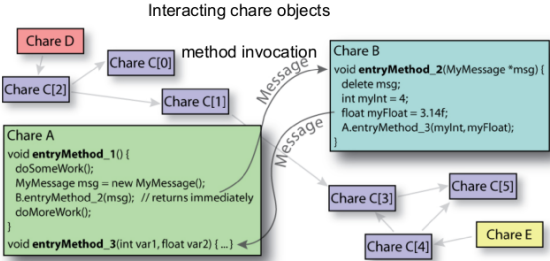 Interacting chare objects
method invocation
Chare D
Chare C[0]
Chare C[2]
Chare C[1]
Message
Message
Chare B
void entryMethod_2(MyMessage *msg) {
delete msg;
int myInt = 4;
float myFloat = 3.14f;
A.entryMethod_3(myInt, myFloat);
}
Chare A
void entryMethod_1() {
doSomeWork();
MyMessage msg = new MyMessage();
B.entryMethod_2(msg); // returns immediately
doMoreWork();
}
void entryMethod_3(int var1, float var2) { ... }
Chare C[3]
Chare C[5]
Chare C[4]
Chare E